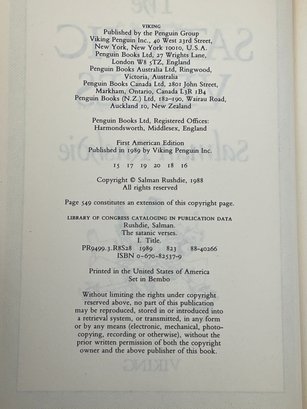 VIKING
Published by the Penguin Group
Viking Penguin Inc., 40 West 23rd Street,
New York, New York 10010, U.S.A.
Penguin Books Ltd, 27 Wrights Lane,
London W8 5TZ, England
Penguin Books Australia Ltd, Ringwood,
Victoria, Australia
Penguin Books Canada Ltd, 2801 John Street,
Markham, Ontario, Canada L3R 1B4
Penguin Books (N.Z.) Ltd, 182–190, Wairau Road,
Auckland 10, New Zealand
Penguin Books Ltd, Registered Offices:
Harmondsworth, Middlesex, England
First American Edition
Published in 1989 by Viking Penguin Inc.
15 17 19 20 18 16
Copyright © Salman Rushdie, 1988
All rights reserved
Page 549 constitutes an extension of this copyright page.
LIBRARY OF CONGRESS CATALOGING IN PUBLICATION DATA
Rushdie, Salman.
The satanic verses.
I. Title.
PR9499.3.R8S28 1989 823 88-40266
ISBN 0-670-82537-9
Printed in the United States of America
Set in Bembo
Without limiting the rights under copyright
reserved above, no part of this publication
may be reproduced, stored in or introduced into
a retrieval system, or transmitted, in any form
or by any means (electronic, mechanical, photo-
copying, recording or otherwise), without the
prior written permission of both the copyright
owner and the above publisher of this book.